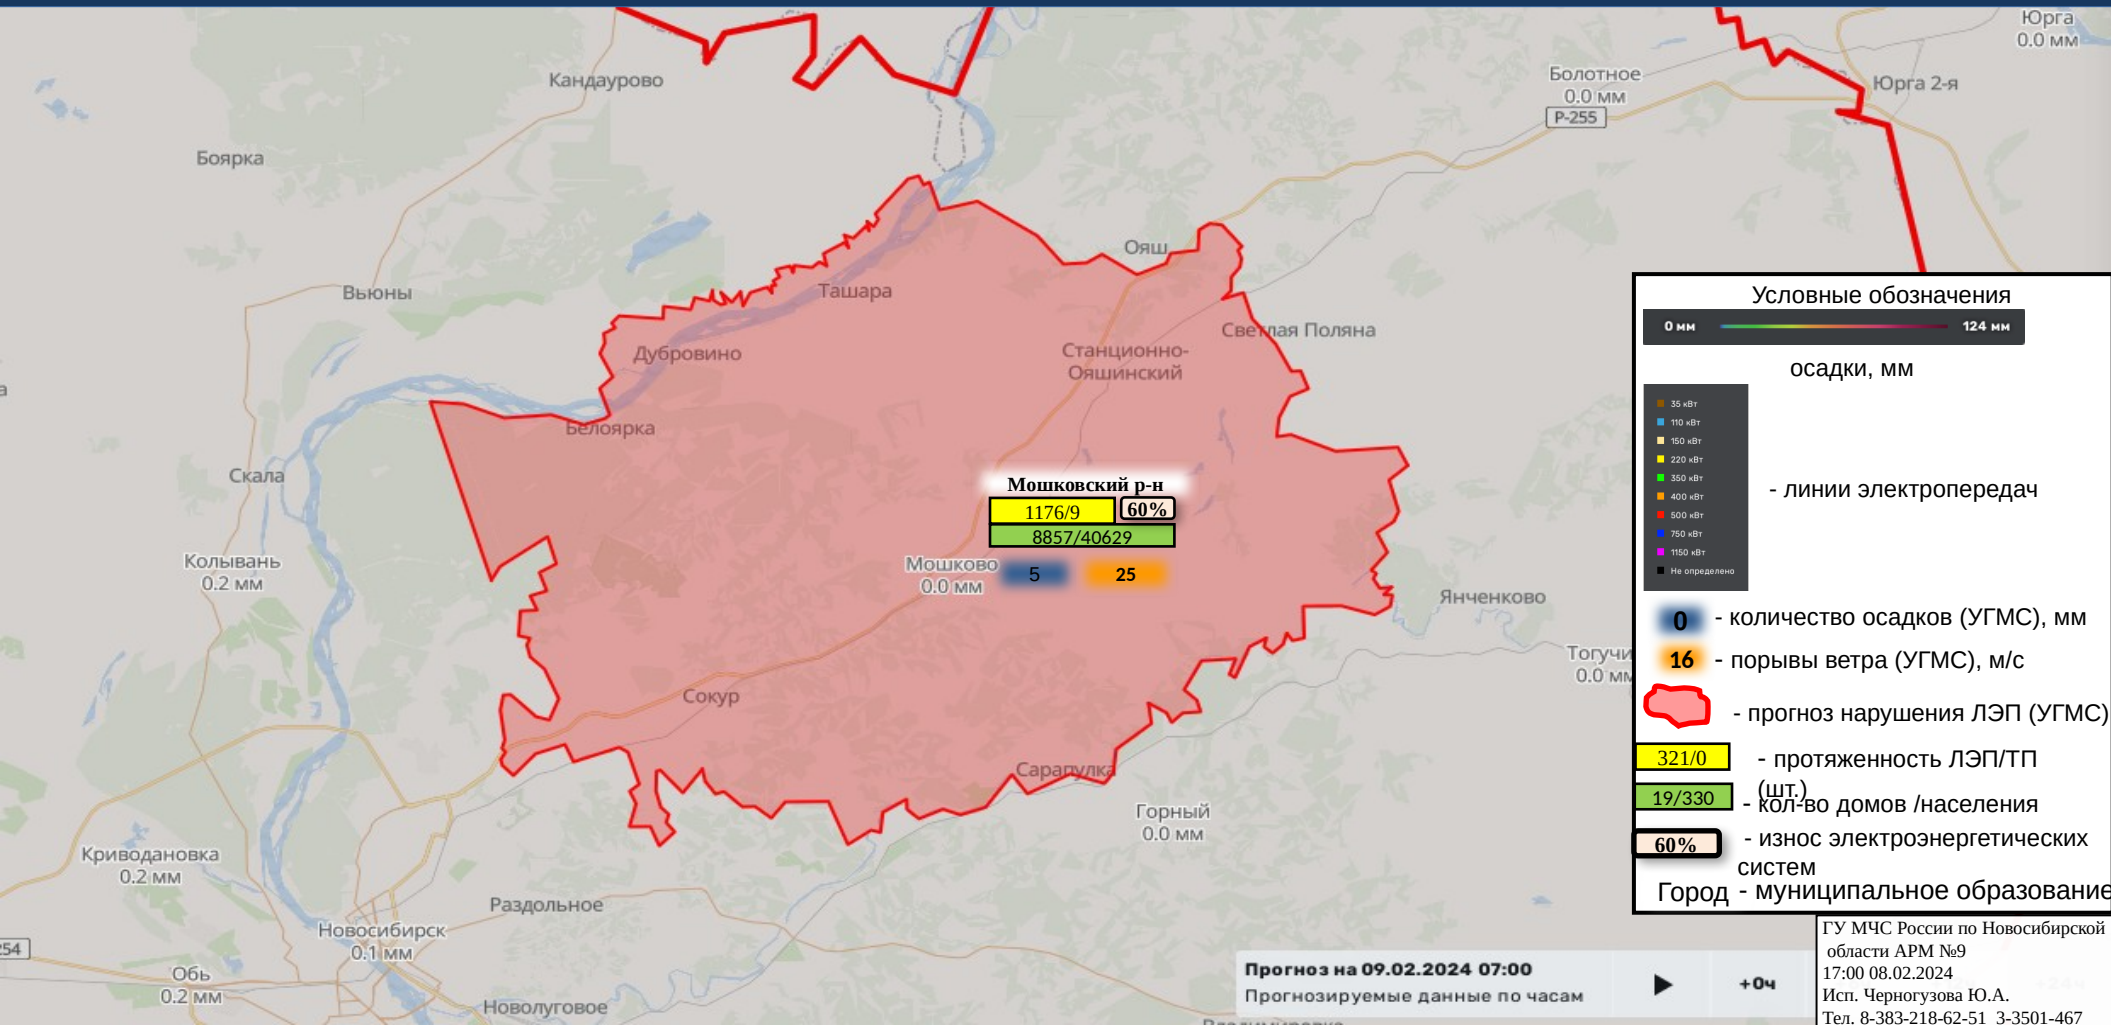 Юрга
0.0 мм
Кандаурово
Болотное
0.0 мм
Юрга 2-я
Р-255
Боярка
Ояш
Вьюны
Ташара
Светлая Поляна
Дубровино
Станционно-
Ояшинский
Белоярка
Скала
Мошковский р-н
1176/9
60%
8857/40629
Мошково
0.0 мм
5
25
Колывань
0.2 мм
Янченково
Тогучи
0.0 мм
Сокур
Сарапулка
Горный
0.0 мм
Криводановка
0.2 мм
Раздольное
Новосибирск
0.1 мм
254
Обь
0.2 мм
Новолуговое
Условные обозначения
0 мм
124 мм
осадки, мм
35 кВт
110 кВт
150 кВт
220 кВт
350 кВт
400 кВт
500 кВт
750 кВт
1150 кВт
Не определено
- линии электропередач
0 - количество осадков (УГМС), мм
16 - порывы ветра (УГМС), м/с
- прогноз нарушения ЛЭП (УГМС)
321/0 - протяженность ЛЭП/ТП
(шт.)
19/330 - кол-во домов /населения
60% - износ электроэнергетических
систем
Город - муниципальное образование
Прогноз на 09.02.2024 07:00
Прогнозируемые данные по часам
+0ч
ГУ МЧС России по Новосибирской
области АРМ №9
17:00 08.02.2024
Исп. Черногузова Ю.А.
Тел. 8-383-218-62-51 3-3501-467